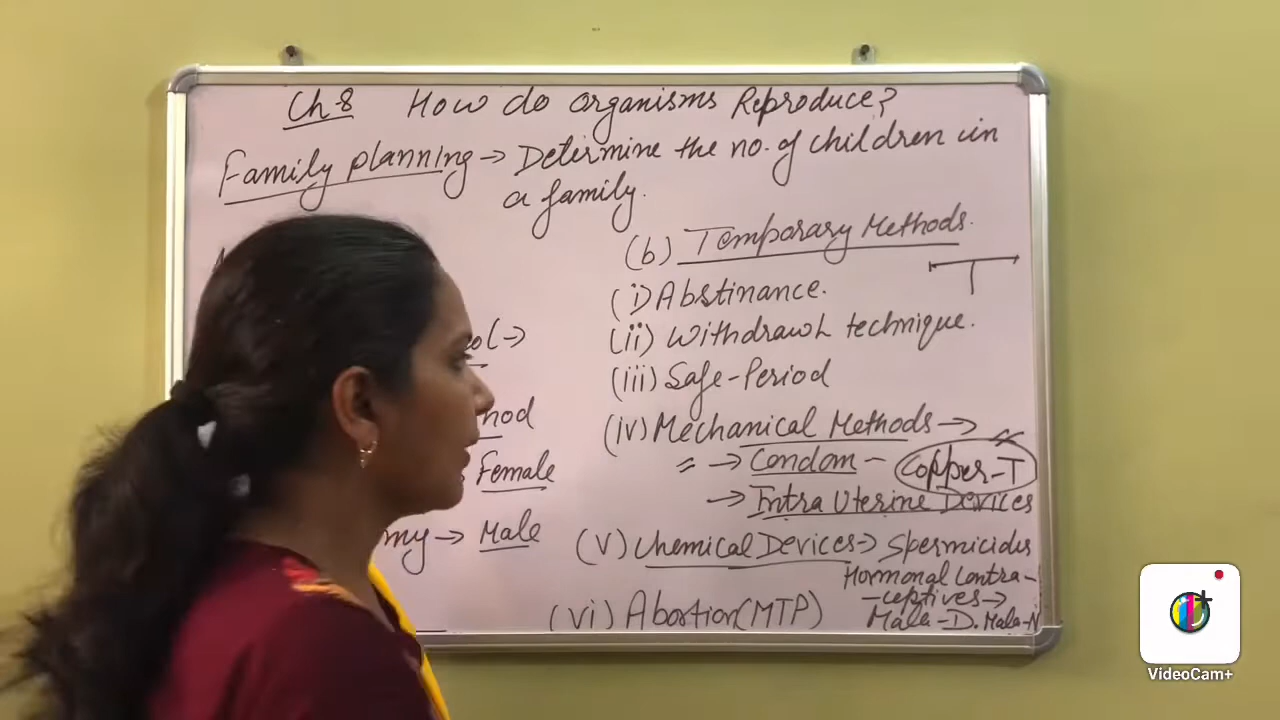 Ch-8 How do organisms Reproduce?
Family planning → Determine the no. of children in
a family.
(b) Temporary Methods.
(i) Abstinance.
(ii) Withdrawl technique.
(iii) Safe-Period
(iv) Mechanical Methods →
→ Condom - Copper-T
→ Intra Uterine Devices
Female
→ Male
(v) Chemical Devices → Spermicides
Hormonal Contra-
-ceptives →
Mala-D. Mala-N
(vi) Abortion (MTP)
VideoCam+